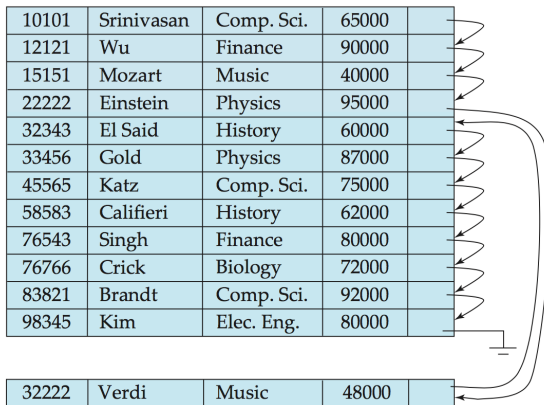 10101 Srinivasan Comp. Sci. 65000
12121 Wu Finance 90000
15151 Mozart Music 40000
22222 Einstein Physics 95000
32343 El Said History 60000
33456 Gold Physics 87000
45565 Katz Comp. Sci. 75000
58583 Califieri History 62000
76543 Singh Finance 80000
76766 Crick Biology 72000
83821 Brandt Comp. Sci. 92000
98345 Kim Elec. Eng. 80000
32222 Verdi Music 48000